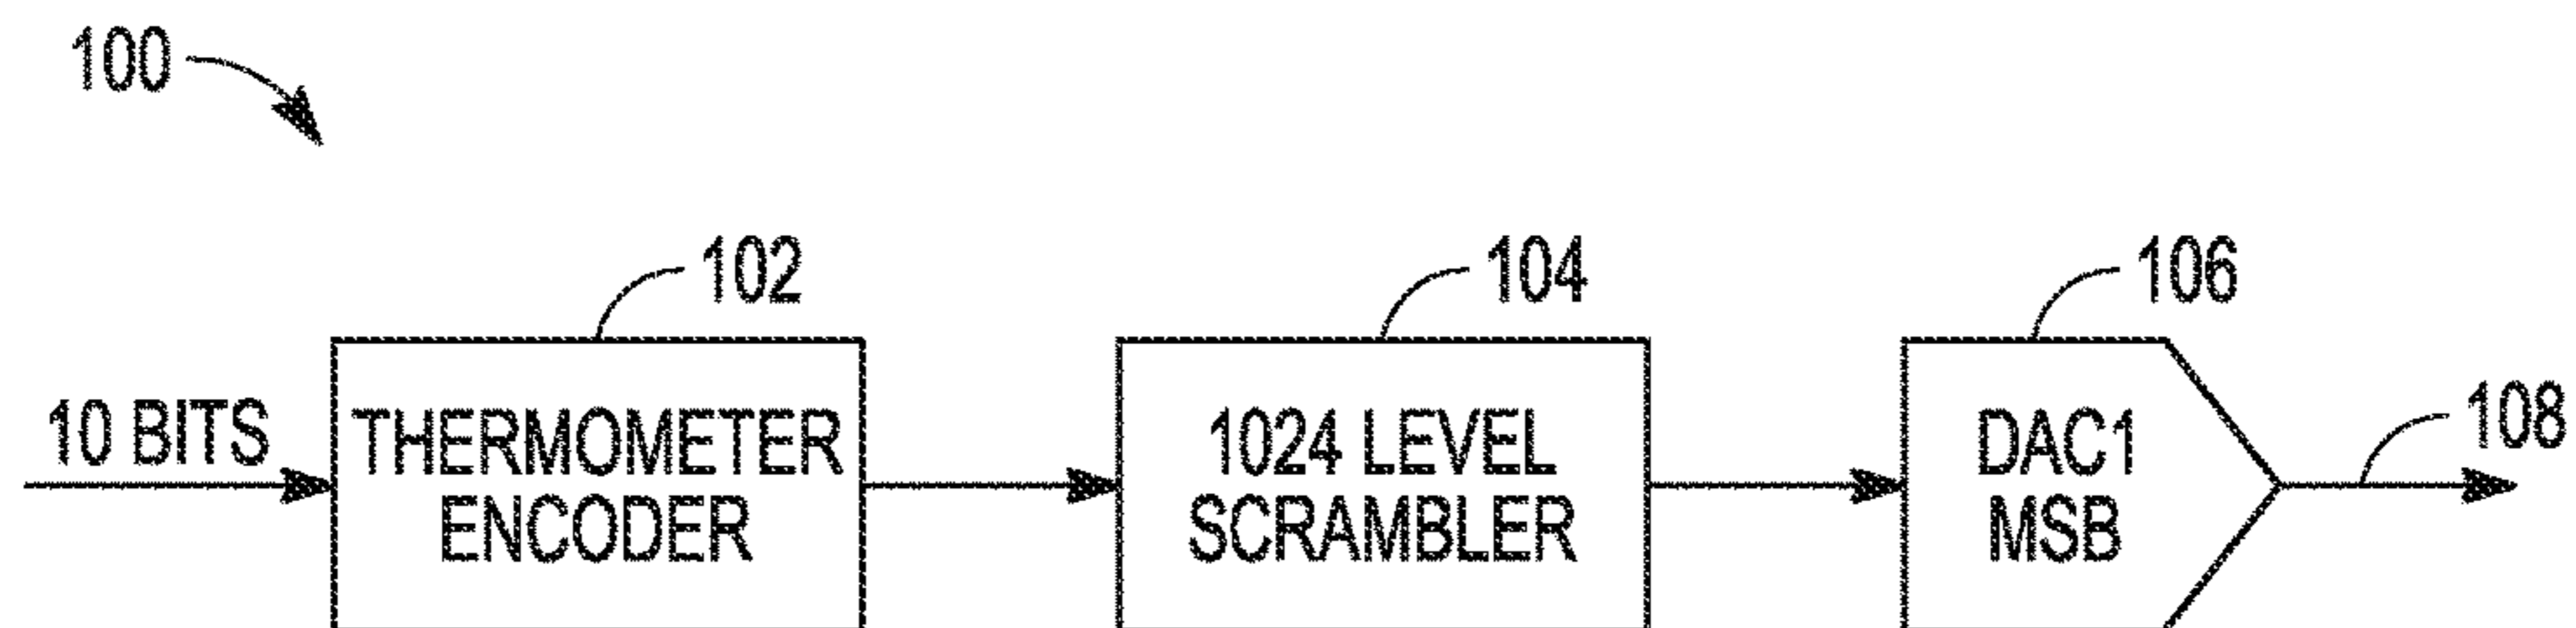 100
102
104
106
10 BITS
THERMOMETER
ENCODER
1024 LEVEL
SCRAMBLER
DAC1
MSB
108